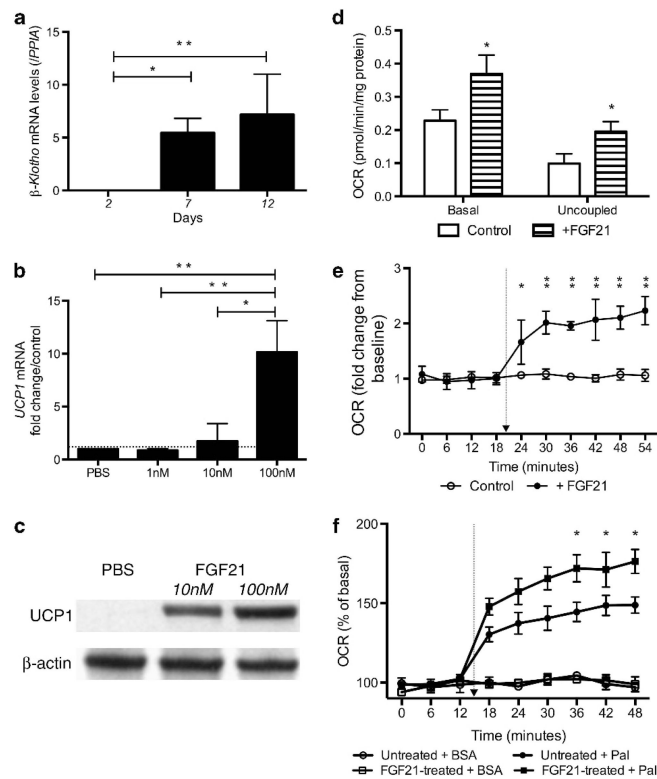 a
β-Klotho mRNA levels (/PPIA)
15
10
5
0
* *
*
2
7
12
Days
b
UCP1 mRNA
fold change/control
15
10
5
0
* *
* *
*
PBS
1nM
10nM
100nM
c
PBS
FGF21
10nM
100nM
UCP1
β-actin
d
OCR (pmol/min/mg protein)
0.5
0.4
0.3
0.2
0.1
0.0
*
*
Basal
Uncoupled
Control
+FGF21
e
OCR (fold change from
baseline)
3
2
1
0
* * * * * *
* * * * *
0 6 12 18 24 30 36 42 48 54
Time (minutes)
Control
+ FGF21
f
OCR (% of basal)
200
150
100
* * *
0 6 12 18 24 30 36 42 48
Time (minutes)
Untreated + BSA
Untreated + Pal
FGF21-treated + BSA
FGF21-treated + Pal